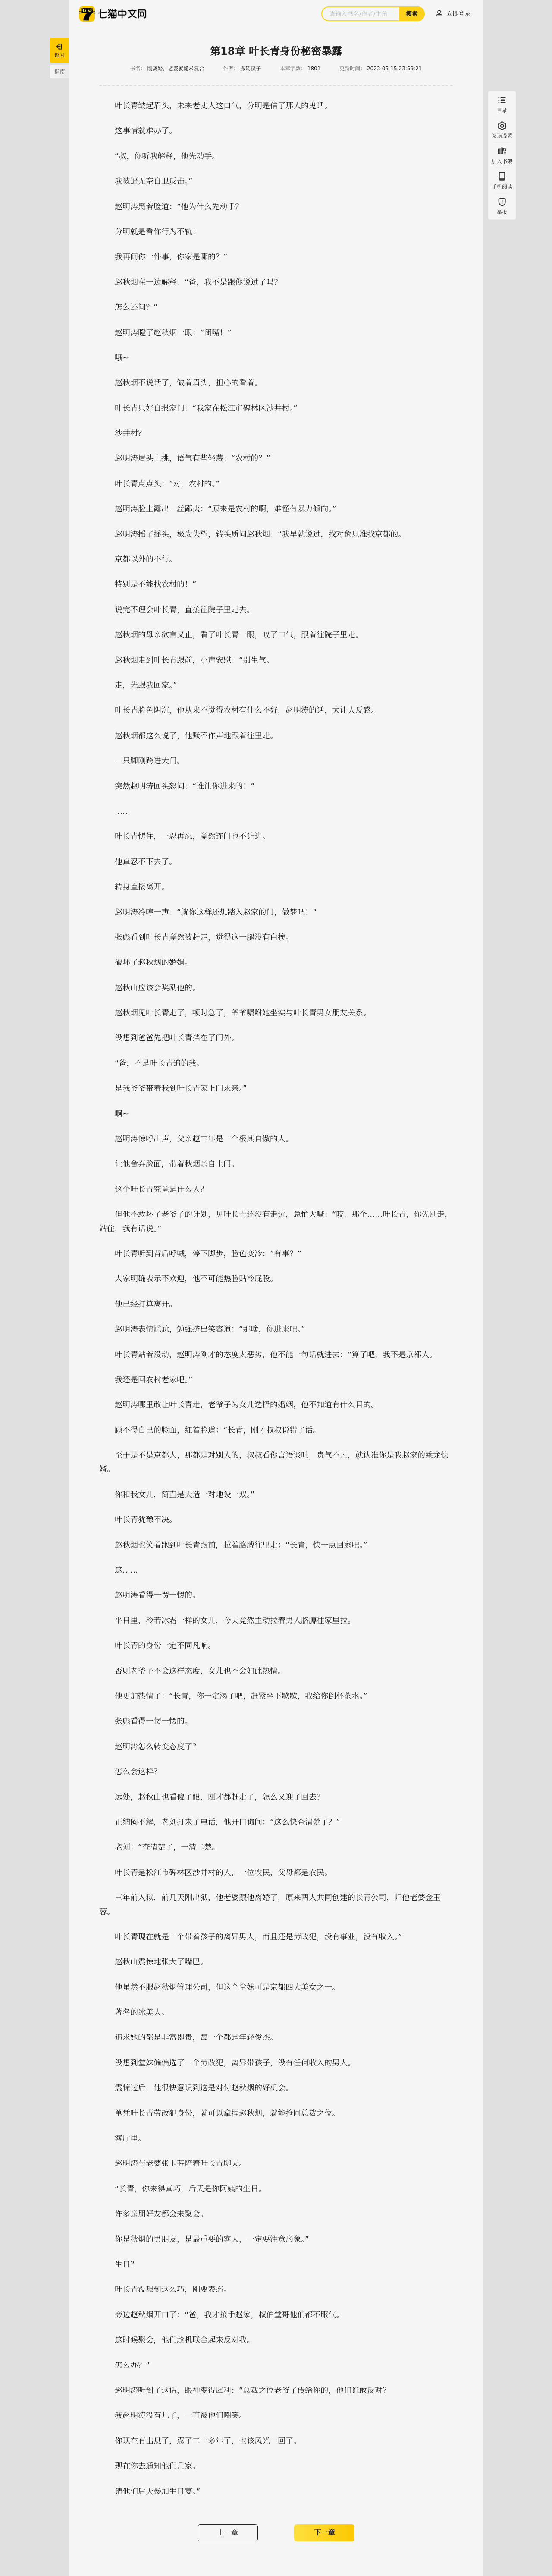 七猫中文网
请输入书名/作者/主角
搜索
立即登录
返回
指南
目录
阅读设置
加入书架
手机阅读
举报
第18章 叶长青身份秘密暴露
书名： 刚离婚，老婆就跪求复合 作者： 搬砖汉子 本章字数： 1801 更新时间： 2023-05-15 23:59:21
叶长青皱起眉头，未来老丈人这口气，分明是信了那人的鬼话。
这事情就难办了。
“叔，你听我解释，他先动手。
我被逼无奈自卫反击。”
赵明涛黑着脸道：“他为什么先动手？
分明就是看你行为不轨！
我再问你一件事，你家是哪的？”
赵秋烟在一边解释：“爸，我不是跟你说过了吗？
怎么还问？”
赵明涛瞪了赵秋烟一眼：“闭嘴！”
哦~
赵秋烟不说话了，皱着眉头，担心的看着。
叶长青只好自报家门：“我家在松江市碑林区沙井村。”
沙井村？
赵明涛眉头上挑，语气有些轻蔑：“农村的？”
叶长青点点头：“对，农村的。”
赵明涛脸上露出一丝鄙夷：“原来是农村的啊，难怪有暴力倾向。”
赵明涛摇了摇头，极为失望，转头质问赵秋烟：“我早就说过，找对象只准找京都的。
京都以外的不行。
特别是不能找农村的！”
说完不理会叶长青，直接往院子里走去。
赵秋烟的母亲欲言又止，看了叶长青一眼，叹了口气，跟着往院子里走。
赵秋烟走到叶长青跟前，小声安慰：“别生气。
走，先跟我回家。”
叶长青脸色阴沉，他从来不觉得农村有什么不好，赵明涛的话，太让人反感。
赵秋烟都这么说了，他默不作声地跟着往里走。
一只脚刚跨进大门。
突然赵明涛回头怒问：“谁让你进来的！”
……
叶长青愣住，一忍再忍，竟然连门也不让进。
他真忍不下去了。
转身直接离开。
赵明涛冷哼一声：“就你这样还想踏入赵家的门，做梦吧！”
张彪看到叶长青竟然被赶走，觉得这一腿没有白挨。
破坏了赵秋烟的婚姻。
赵秋山应该会奖励他的。
赵秋烟见叶长青走了，顿时急了，爷爷嘱咐她坐实与叶长青男女朋友关系。
没想到爸爸先把叶长青挡在了门外。
“爸，不是叶长青追的我。
是我爷爷带着我到叶长青家上门求亲。”
啊~
赵明涛惊呼出声，父亲赵丰年是一个极其自傲的人。
让他舍弃脸面，带着秋烟亲自上门。
这个叶长青究竟是什么人？
但他不敢坏了老爷子的计划，见叶长青还没有走远，急忙大喊：“哎，那个……叶长青，你先别走，
站住，我有话说。”
叶长青听到背后呼喊，停下脚步，脸色变冷：“有事？”
人家明确表示不欢迎，他不可能热脸贴冷屁股。
他已经打算离开。
赵明涛表情尴尬，勉强挤出笑容道：“那啥，你进来吧。”
叶长青站着没动，赵明涛刚才的态度太恶劣，他不能一句话就进去：“算了吧，我不是京都人。
我还是回农村老家吧。”
赵明涛哪里敢让叶长青走，老爷子为女儿选择的婚姻，他不知道有什么目的。
顾不得自己的脸面，红着脸道：“长青，刚才叔叔说错了话。
至于是不是京都人，那都是对别人的，叔叔看你言语谈吐，贵气不凡，就认准你是我赵家的乘龙快
婿。
你和我女儿，简直是天造一对地设一双。”
叶长青犹豫不决。
赵秋烟也笑着跑到叶长青跟前，拉着胳膊往里走：“长青，快一点回家吧。”
这……
赵明涛看得一愣一愣的。
平日里，冷若冰霜一样的女儿，今天竟然主动拉着男人胳膊往家里拉。
叶长青的身份一定不同凡响。
否则老爷子不会这样态度，女儿也不会如此热情。
他更加热情了：“长青，你一定渴了吧，赶紧坐下歇歇，我给你倒杯茶水。”
张彪看得一愣一愣的。
赵明涛怎么转变态度了？
怎么会这样？
远处，赵秋山也看傻了眼，刚才都赶走了，怎么又迎了回去？
正纳闷不解，老刘打来了电话，他开口询问：“这么快查清楚了？”
老刘：“查清楚了，一清二楚。
叶长青是松江市碑林区沙井村的人，一位农民，父母都是农民。
三年前入狱，前几天刚出狱，他老婆跟他离婚了，原来两人共同创建的长青公司，归他老婆金玉
蓉。
叶长青现在就是一个带着孩子的离异男人，而且还是劳改犯，没有事业，没有收入。”
赵秋山震惊地张大了嘴巴。
他虽然不服赵秋烟管理公司，但这个堂妹可是京都四大美女之一。
著名的冰美人。
追求她的都是非富即贵，每一个都是年轻俊杰。
没想到堂妹偏偏选了一个劳改犯，离异带孩子，没有任何收入的男人。
震惊过后，他很快意识到这是对付赵秋烟的好机会。
单凭叶长青劳改犯身份，就可以拿捏赵秋烟，就能抢回总裁之位。
客厅里。
赵明涛与老婆张玉芬陪着叶长青聊天。
“长青，你来得真巧，后天是你阿姨的生日。
许多亲朋好友都会来聚会。
你是秋烟的男朋友，是最重要的客人，一定要注意形象。”
生日？
叶长青没想到这么巧，刚要表态。
旁边赵秋烟开口了：“爸，我才接手赵家，叔伯堂哥他们都不服气。
这时候聚会，他们趁机联合起来反对我。
怎么办？”
赵明涛听到了这话，眼神变得犀利：“总裁之位老爷子传给你的，他们谁敢反对？
我赵明涛没有儿子，一直被他们嘲笑。
你现在有出息了，忍了二十多年了，也该风光一回了。
现在你去通知他们几家。
请他们后天参加生日宴。”
上一章
下一章